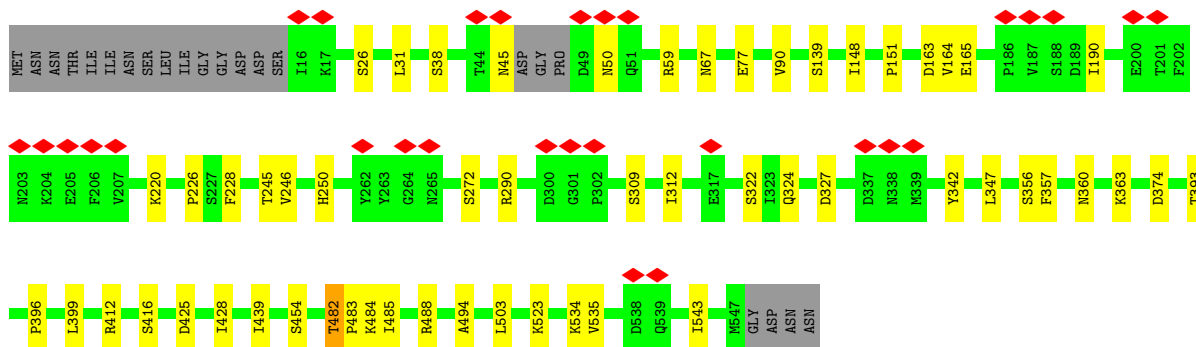 MET ASN ASN THR ILE ILE ASN SER LEU ILE GLY GLY ASP ASP SER I16 K17 S26 L31 S38 T44 N45 ASP GLY PRO D49 N50 Q51 R59 N67 E77 V90 S139 I148 P151 D163 V164 E165 P186 V187 S188 D189 I190 E200 T201 F202
N203 K204 E205 F206 V207 K220 P226 S227 F228 T245 V246 H250 Y262 Y263 G264 N265 S272 R290 D300 G301 P302 S309 I312 E317 S322 I323 Q324 D327 D337 N338 M339 Y342 L347 S356 F357 N360 K363 D374 T393
P396 L399 R412 S416 D425 I428 I439 S454 T482 P483 K484 I485 R488 A494 L503 K523 K534 V535 D538 Q539 I543 M547 GLY ASP ASN ASN